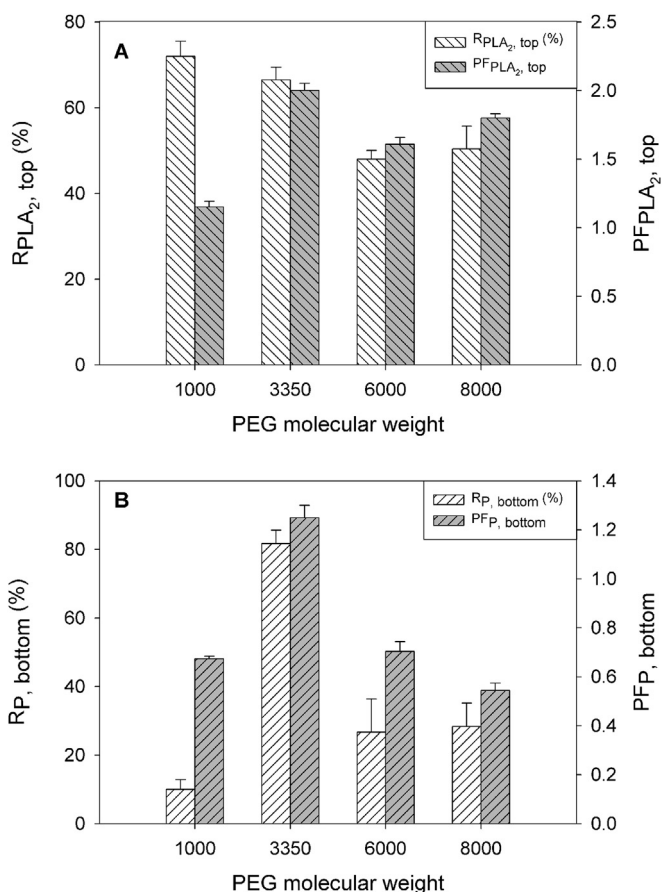 A
R_PLA₂, top (%)
PF_PLA₂, top
80
60
40
20
0
2.5
2.0
1.5
1.0
0.5
0.0
R_PLA₂, top (%)
PF_PLA₂, top
1000 3350 6000 8000
PEG molecular weight
B
R_P, bottom (%)
PF_P, bottom
100
80
60
40
20
0
1.4
1.2
1.0
0.8
0.6
0.4
0.2
0.0
R_P, bottom (%)
PF_P, bottom
1000 3350 6000 8000
PEG molecular weight